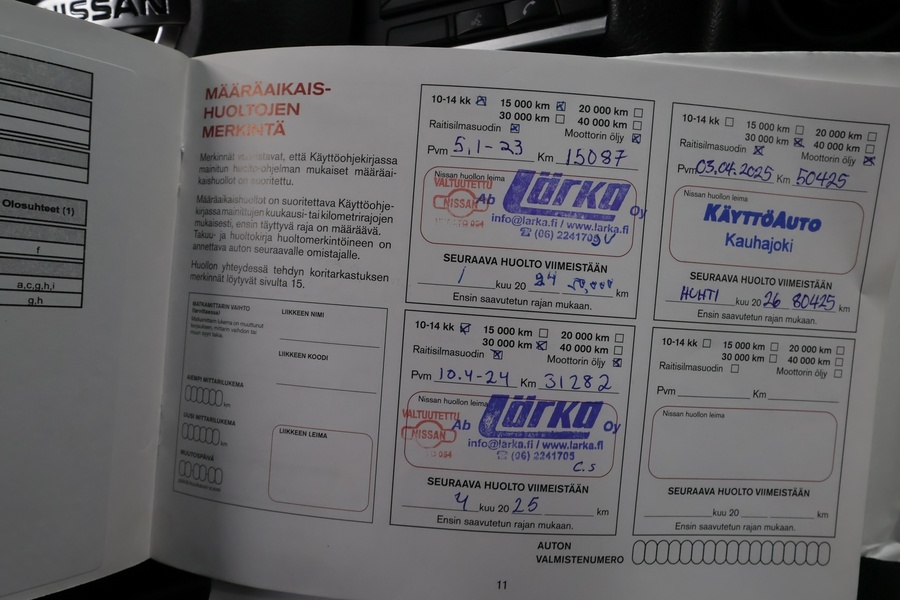 NISSAN
Olosuhteet (1)
f
a,c,g,h,i
g,h
MÄÄRÄAIKAIS-
HUOLTOJEN
MERKINTÄ
Merkinnät osoittavat, että Käyttöohjekirjassa
mainitun huolto-ohjelman mukaiset määräai-
kaishuollot on suoritettu.
Määräaikaishuollot on suoritettava Käyttöohje-
kirjassa mainittujen kuukausi- tai kilometrirajojen
mukaisesti, ensin täyttyvä raja on määräävä.
Takuu- ja huoltokirja huoltomerkintöineen on
annettava auton seuraavalle omistajalle.
Huollon yhteydessä tehdyn koritarkastuksen
merkinnät löytyvät sivulta 15.
MATKAMITTARIN VAIHTO
(tarvittaessa)
LIIKKEEN NIMI
LIIKKEEN KOODI
AIEMPI MITTARILUKEMA
km
UUSI MITTARILUKEMA
km
MUUTOSPÄIVÄ
LIIKKEEN LEIMA
10-14 kk 15 000 km 20 000 km
30 000 km 40 000 km
Raitisilmasuodin Moottorin öljy
Pvm 5,1-23 Km 15087
Nissan huollon leima
VALTUUTETTU
NISSAN
Ab Lärka Oy
info@larka.fi / www.larka.fi
☎ (06) 2241709
SEURAAVA HUOLTO VIIMEISTÄÄN
1 kuu 20 24 30,000 km
Ensin saavutetun rajan mukaan.
10-14 kk 15 000 km 20 000 km
30 000 km 40 000 km
Raitisilmasuodin Moottorin öljy
Pvm 03.04.2025 Km 50425
Nissan huollon leima
KÄYTTÖAUTO
Kauhajoki
SEURAAVA HUOLTO VIIMEISTÄÄN
HUHTI kuu 20 26 80425 km
Ensin saavutetun rajan mukaan.
10-14 kk 15 000 km 20 000 km
30 000 km 40 000 km
Raitisilmasuodin Moottorin öljy
Pvm 10.4-24 Km 31282
Nissan huollon leima
VALTUUTETTU
NISSAN
Ab Lärka Oy
info@larka.fi / www.larka.fi
☎ (06) 2241709
C.S
SEURAAVA HUOLTO VIIMEISTÄÄN
4 kuu 20 25 km
Ensin saavutetun rajan mukaan.
10-14 kk 15 000 km 20 000 km
30 000 km 40 000 km
Raitisilmasuodin Moottorin öljy
Pvm Km
Nissan huollon leima
SEURAAVA HUOLTO VIIMEISTÄÄN
kuu 20 km
Ensin saavutetun rajan mukaan.
AUTON
VALMISTENUMERO
11